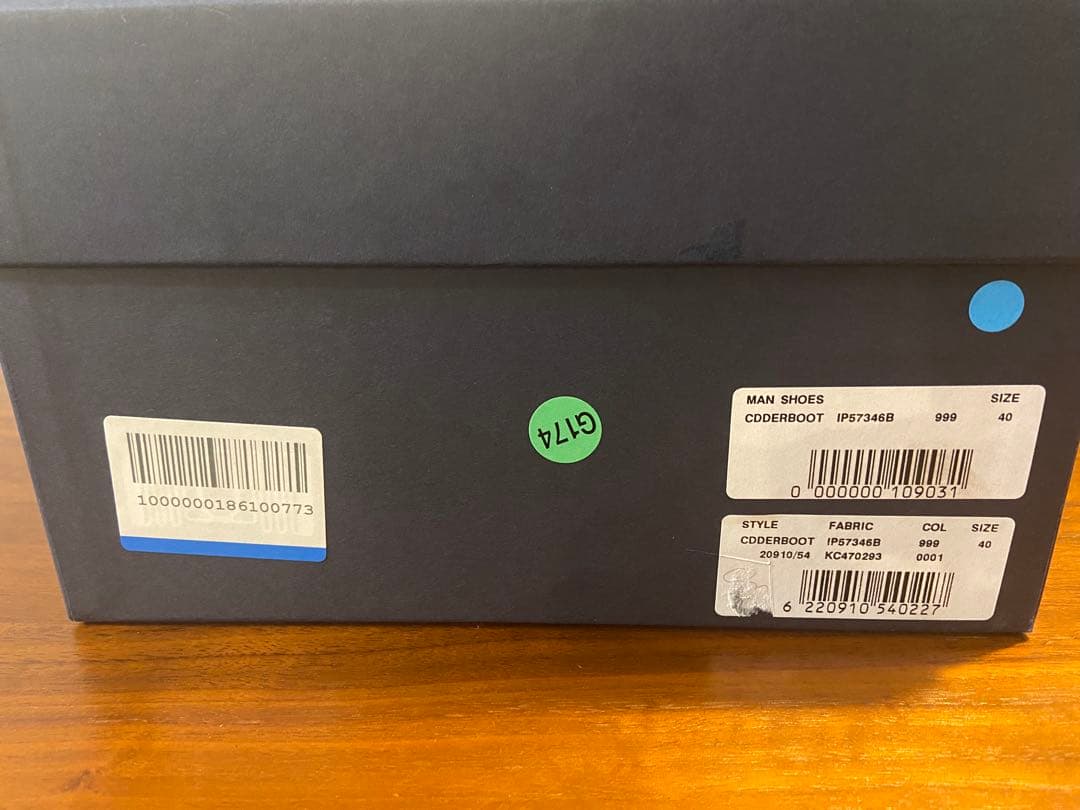 1000000186100773
G174
MAN SHOES SIZE
CDDERBOOT IP57346B 999 40
0 000000 109031
STYLE FABRIC COL SIZE
CDDERBOOT IP57346B 999 40
20910/54 KC470293 0001
6 220910 540227